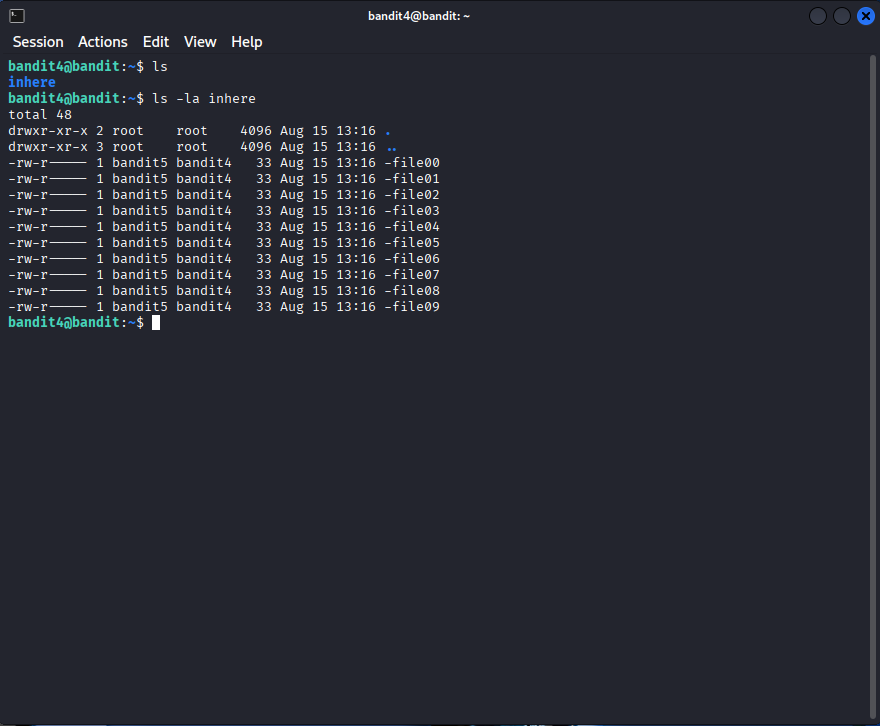 bandit4@bandit: ~
Session Actions Edit View Help
bandit4@bandit:~$ ls
inhere
bandit4@bandit:~$ ls -la inhere
total 48
drwxr-xr-x 2 root    root    4096 Aug 15 13:16 .
drwxr-xr-x 3 root    root    4096 Aug 15 13:16 ..
-rw-r----- 1 bandit5 bandit4   33 Aug 15 13:16 -file00
-rw-r----- 1 bandit5 bandit4   33 Aug 15 13:16 -file01
-rw-r----- 1 bandit5 bandit4   33 Aug 15 13:16 -file02
-rw-r----- 1 bandit5 bandit4   33 Aug 15 13:16 -file03
-rw-r----- 1 bandit5 bandit4   33 Aug 15 13:16 -file04
-rw-r----- 1 bandit5 bandit4   33 Aug 15 13:16 -file05
-rw-r----- 1 bandit5 bandit4   33 Aug 15 13:16 -file06
-rw-r----- 1 bandit5 bandit4   33 Aug 15 13:16 -file07
-rw-r----- 1 bandit5 bandit4   33 Aug 15 13:16 -file08
-rw-r----- 1 bandit5 bandit4   33 Aug 15 13:16 -file09
bandit4@bandit:~$